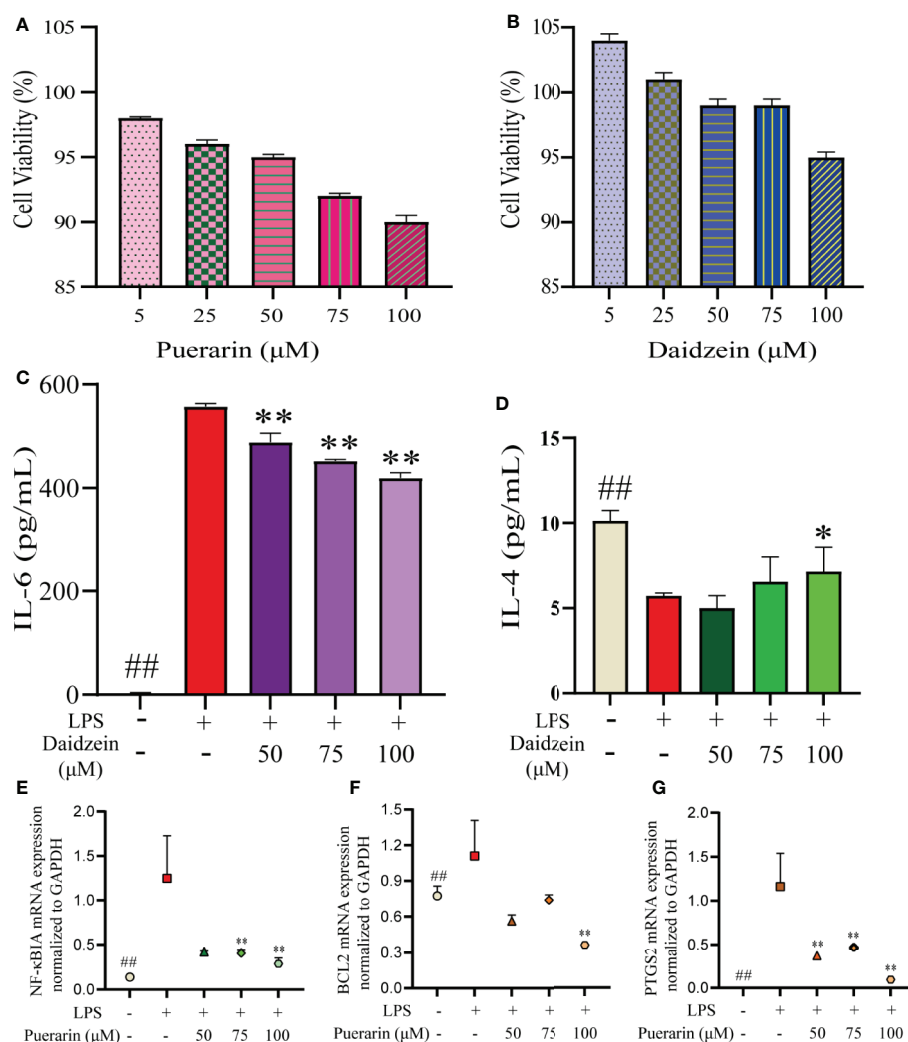 A
Cell Viability (%)
105
100
95
90
85
5 25 50 75 100
Puerarin (μM)
B
Cell Viability (%)
105
100
95
90
85
5 25 50 75 100
Daidzein (μM)
C
IL-6 (pg/mL)
600
400
200
0
##
** ** **
LPS - + + + +
Daidzein
(μM) - - 50 75 100
D
IL-4 (pg/mL)
15
10
5
0
##
*
LPS - + + + +
Daidzein
(μM) - - 50 75 100
E
NF-κBIA mRNA expression
normalized to GAPDH
2.0
1.5
1.0
0.5
0.0
##
** **
LPS - + + + +
Puerarin (μM) - - 50 75 100
F
BCL2 mRNA expression
normalized to GAPDH
1.5
1.2
0.9
0.6
0.3
0.0
##
**
LPS - + + + +
Puerarin (μM) - - 50 75 100
G
PTGS2 mRNA expression
normalized to GAPDH
2.0
1.5
1.0
0.5
0.0
##
** ** **
LPS - + + + +
Puerarin (μM) - - 50 75 100